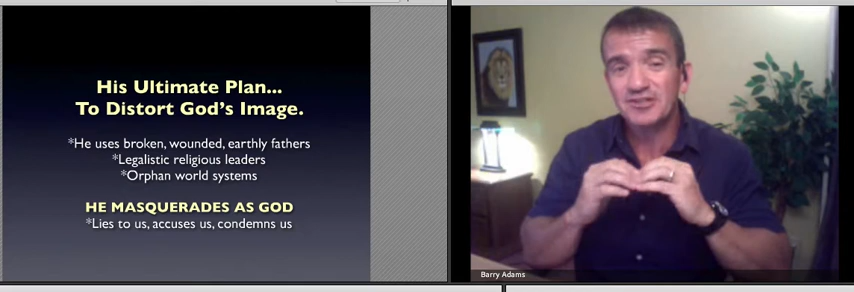 His Ultimate Plan...
To Distort God's Image.
*He uses broken, wounded, earthly fathers
*Legalistic religious leaders
*Orphan world systems
HE MASQUERADES AS GOD
*Lies to us, accuses us, condemns us
Barry Adams